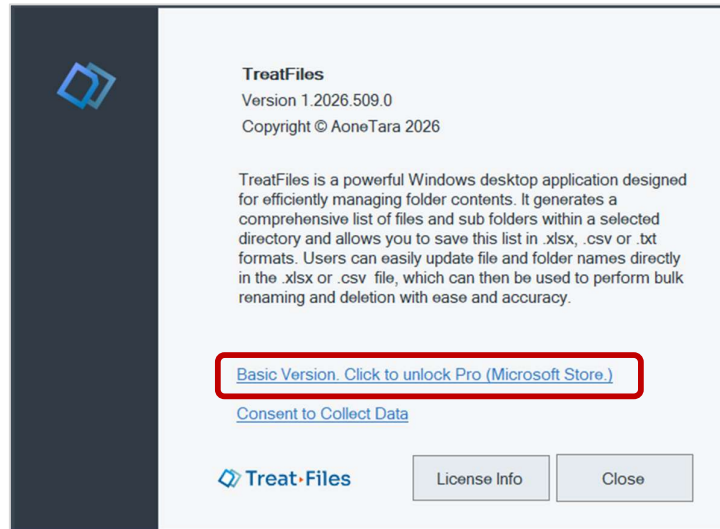 TreatFiles
Version 1.2026.509.0
Copyright © AoneTara 2026
TreatFiles is a powerful Windows desktop application designed
for efficiently managing folder contents. It generates a
comprehensive list of files and sub folders within a selected
directory and allows you to save this list in .xlsx, .csv or .txt
formats. Users can easily update file and folder names directly
in the .xlsx or .csv  file, which can then be used to perform bulk
renaming and deletion with ease and accuracy.
Basic Version. Click to unlock Pro (Microsoft Store.)
Consent to Collect Data
Treat‣Files
License Info
Close